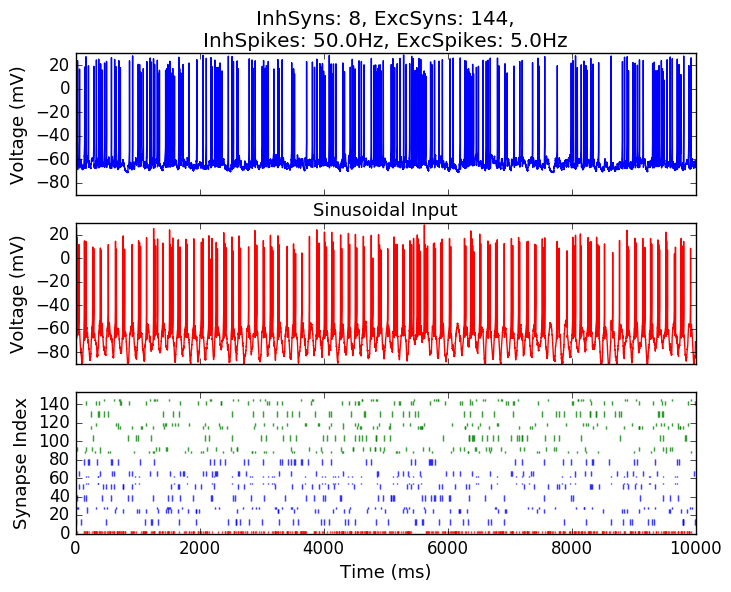 InhSyns: 8, ExcSyns: 144,
InhSpikes: 50.0Hz, ExcSpikes: 5.0Hz
20
0
−20
−40
−60
−80
Voltage (mV)
Sinusoidal Input
20
0
−20
−40
−60
−80
Voltage (mV)
140
120
100
80
60
40
20
0
Synapse Index
0 2000 4000 6000 8000 10000
Time (ms)